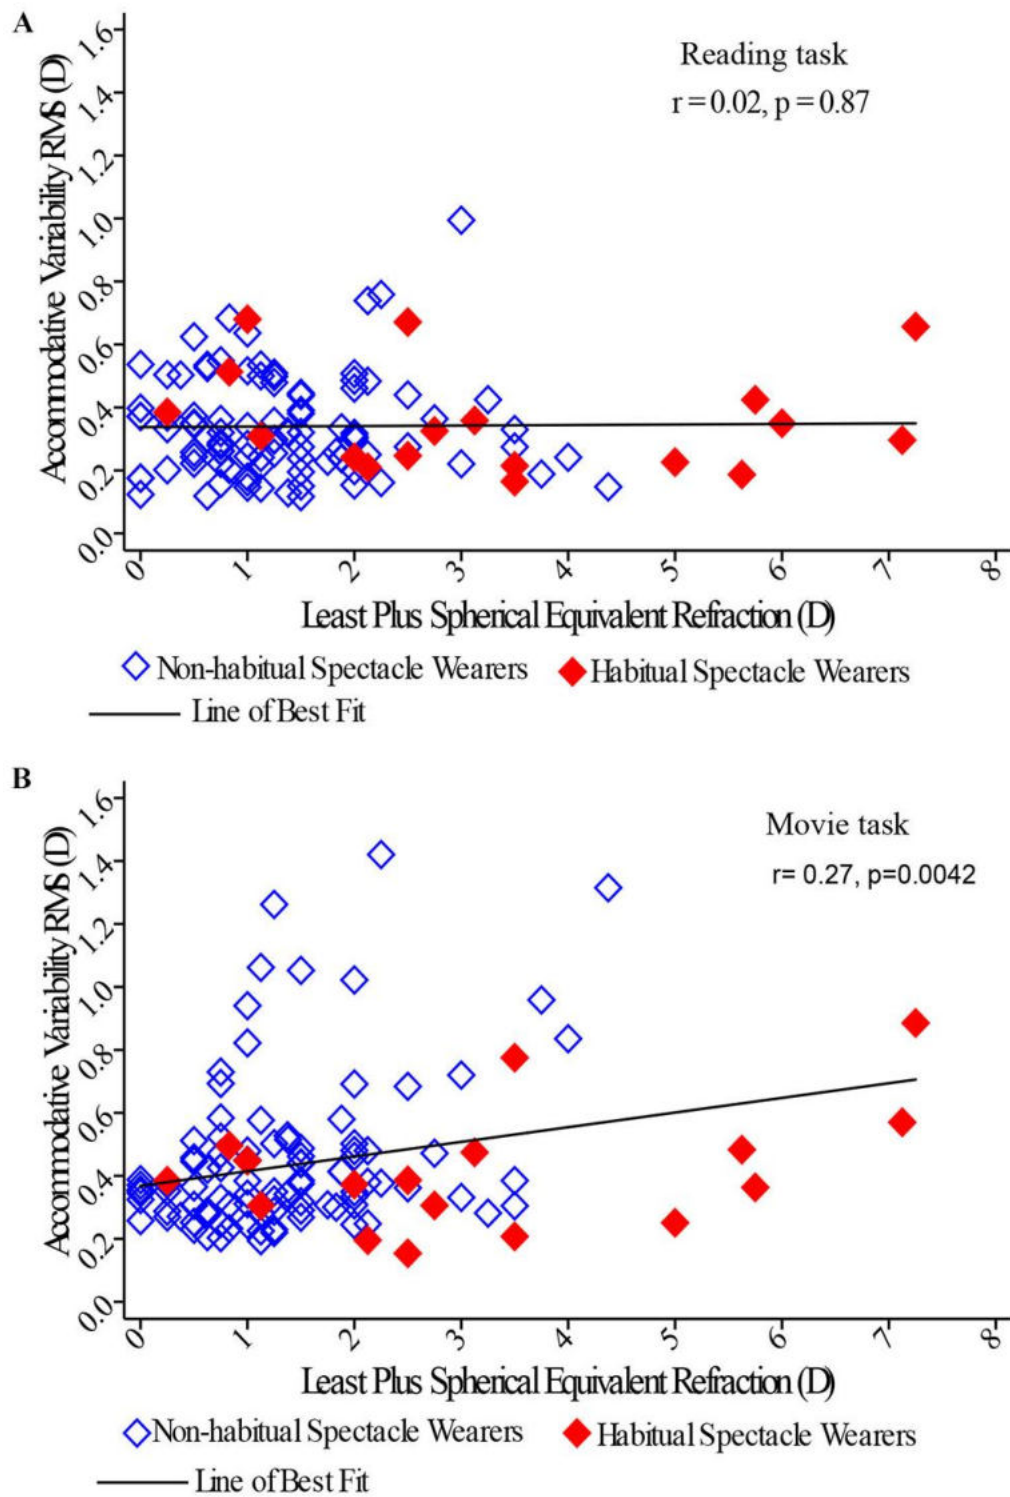 A
Reading task
r = 0.02, p = 0.87
Accommodative Variability RMS (D)
1.6
1.4
1.2
1.0
0.8
0.6
0.4
0.2
0.0
0 1 2 3 4 5 6 7 8
Least Plus Spherical Equivalent Refraction (D)
Non-habitual Spectacle Wearers Habitual Spectacle Wearers
Line of Best Fit
B
Movie task
r= 0.27, p=0.0042
Accommodative Variability RMS (D)
1.6
1.4
1.2
1.0
0.8
0.6
0.4
0.2
0.0
0 1 2 3 4 5 6 7 8
Least Plus Spherical Equivalent Refraction (D)
Non-habitual Spectacle Wearers Habitual Spectacle Wearers
Line of Best Fit